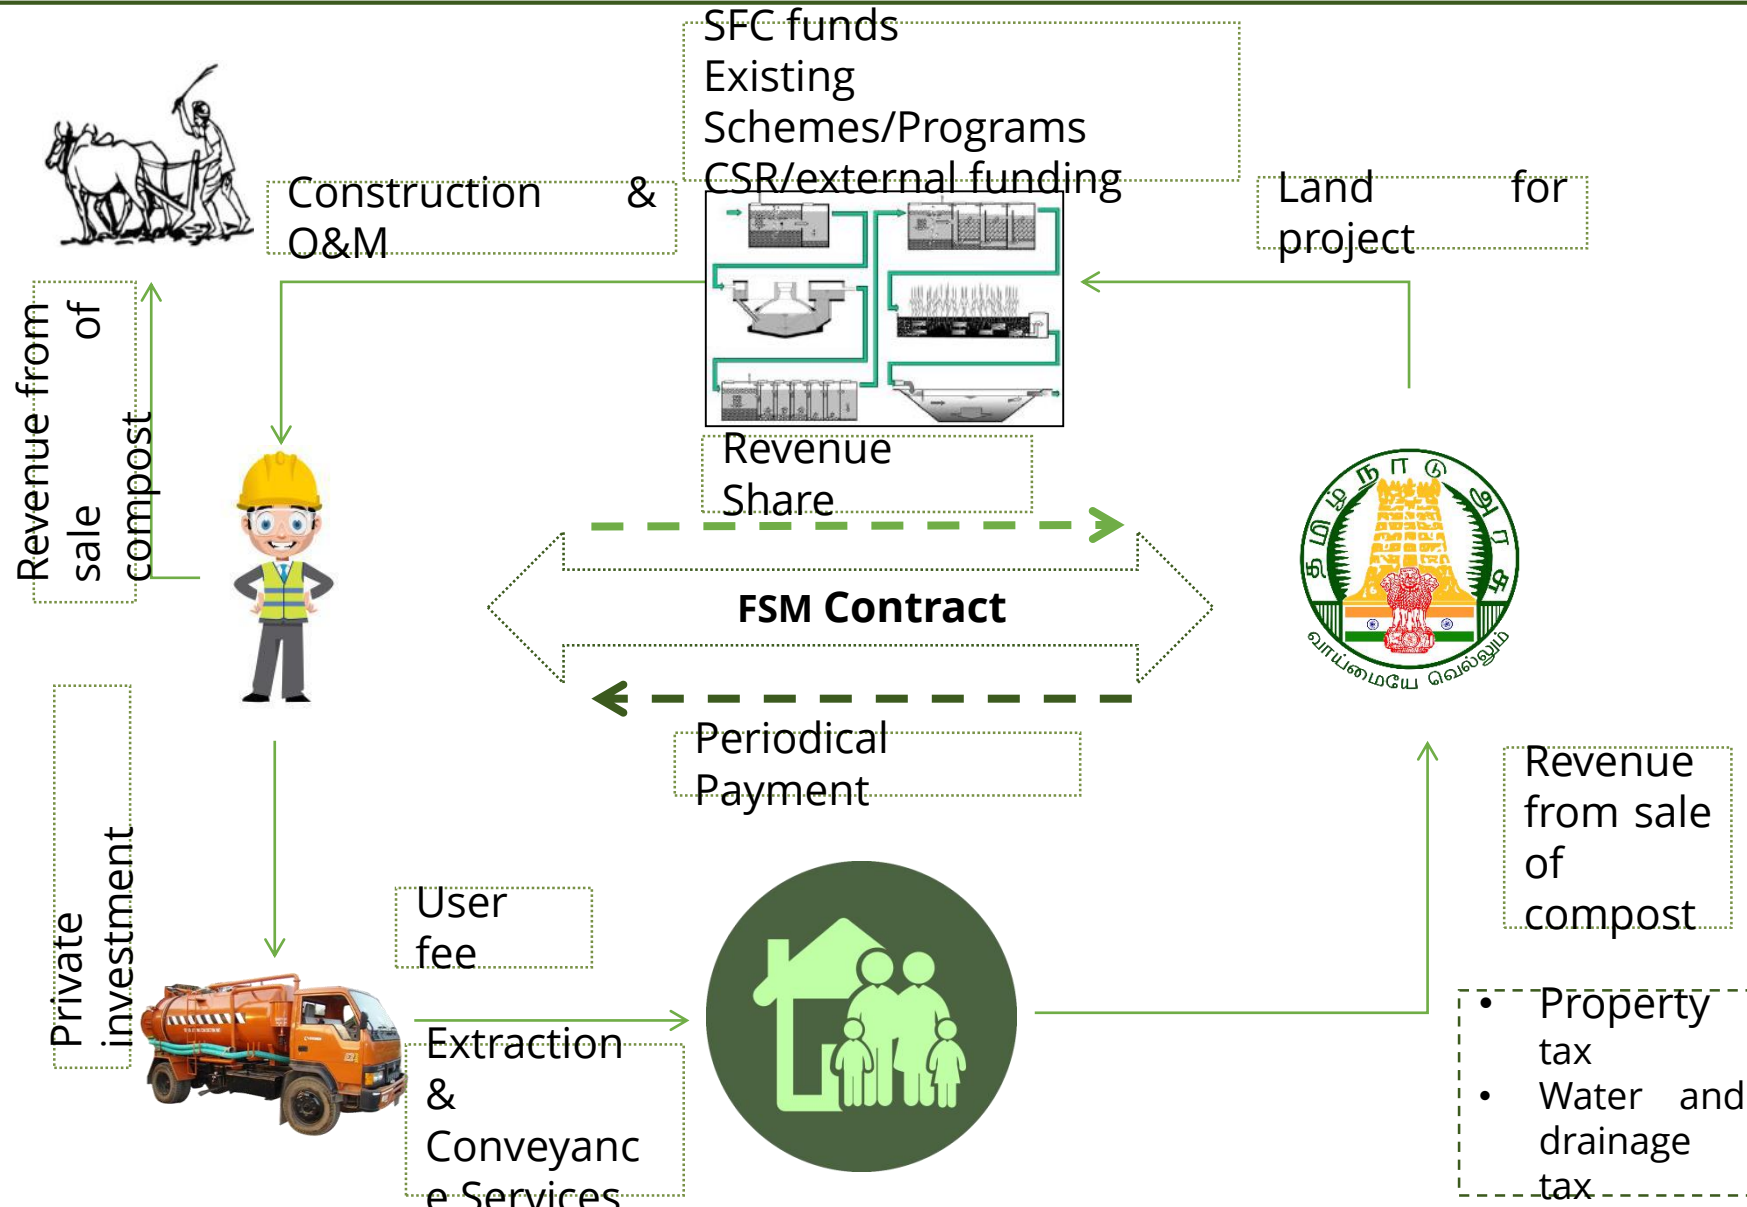 SFC funds
Existing
Schemes/Programs
CSR/external funding
Construction &
O&M
Land for
project
Revenue from
sale of
compost
Revenue
Share
FSM Contract
Periodical
Payment
தமிழ்நாடு அரசு
வாய்மையே வெல்லும்
Private
investment
User
fee
Extraction
&
Conveyanc
e Services
Revenue
from sale
of
compost
• Property
tax
• Water and
drainage
tax